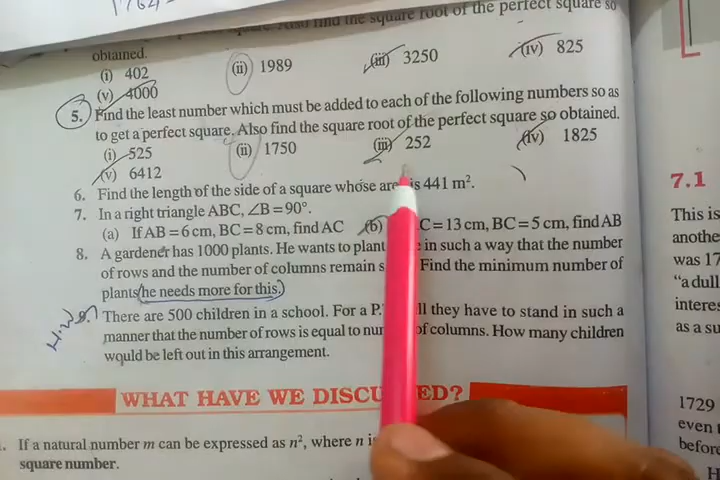 1764
square. Also find the square root of the perfect square so
obtained.
(i) 402 (ii) 1989 (iii) 3250 (iv) 825
(v) 4000
5. Find the least number which must be added to each of the following numbers so as
to get a perfect square. Also find the square root of the perfect square so obtained.
(i) 525 (ii) 1750 (iii) 252 (iv) 1825
(v) 6412
6. Find the length of the side of a square whose are is 441 m².
7. In a right triangle ABC, ∠B = 90°.
(a) If AB = 6 cm, BC = 8 cm, find AC (b) C = 13 cm, BC = 5 cm, find AB
8. A gardener has 1000 plants. He wants to plant in such a way that the number
of rows and the number of columns remain s Find the minimum number of
plants he needs more for this.
H.W 9. There are 500 children in a school. For a P.T ll they have to stand in such a
manner that the number of rows is equal to nu of columns. How many children
would be left out in this arrangement.
WHAT HAVE WE DISCU ED?
. If a natural number m can be expressed as n², where n i
square number.
7.1
This is
anothe
was 17
"a dull
interes
as a su
1729
even
before
H